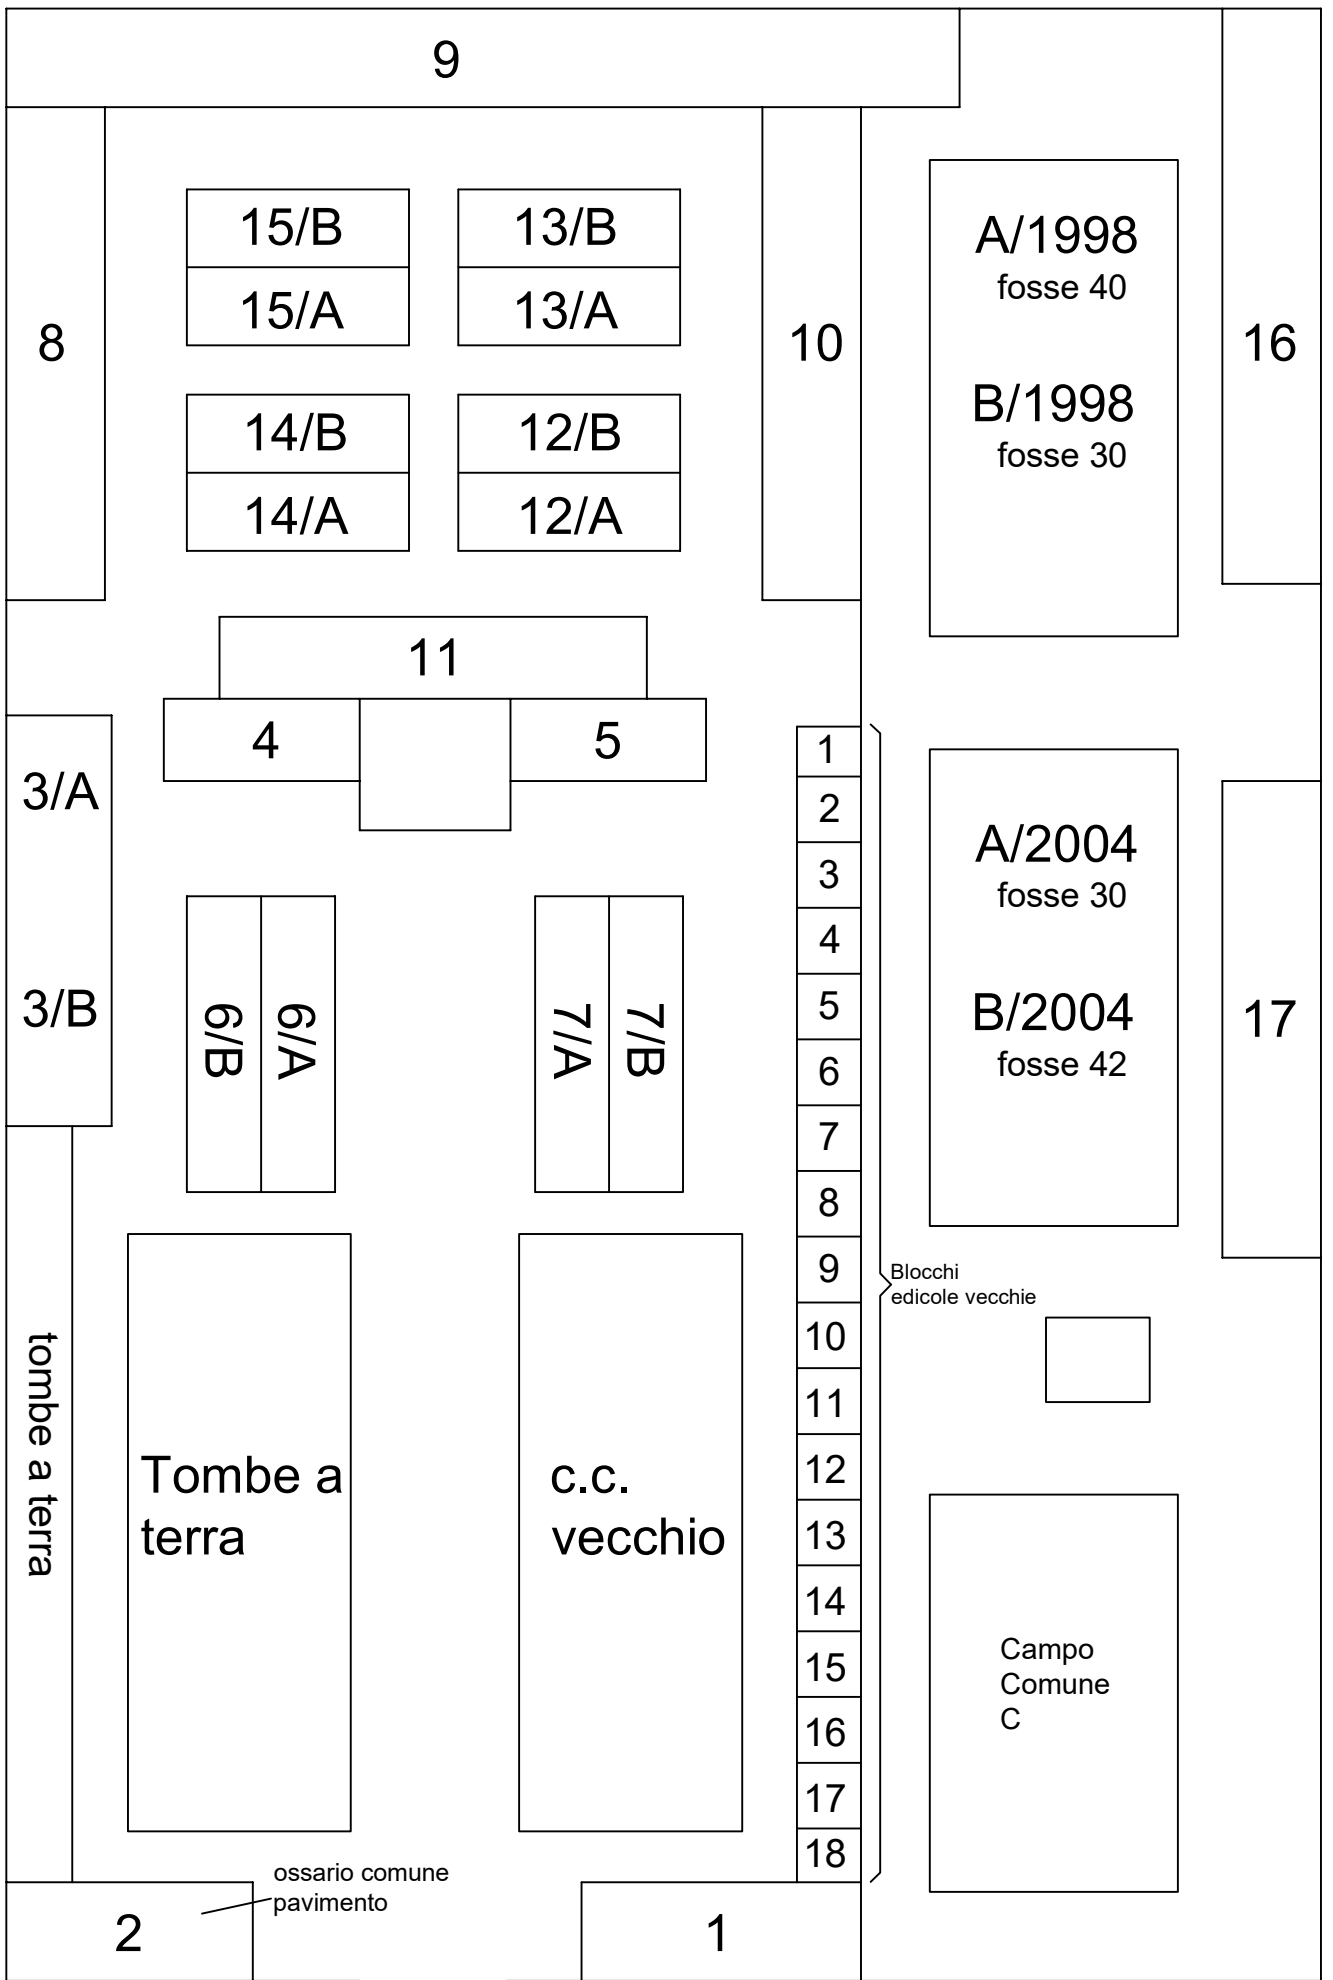 9
8
15/B
15/A
13/B
13/A
14/B
14/A
12/B
12/A
10
A/1998
fosse 40
B/1998
fosse 30
16
11
4
5
3/A
3/B
6/B
6/A
7/A
7/B
1
2
3
4
5
6
7
8
9
10
11
12
13
14
15
16
17
18
Blocchi
edicole vecchie
A/2004
fosse 30
B/2004
fosse 42
17
tombe a terra
Tombe a
terra
c.c.
vecchio
Campo
Comune
C
ossario comune
pavimento
2
1